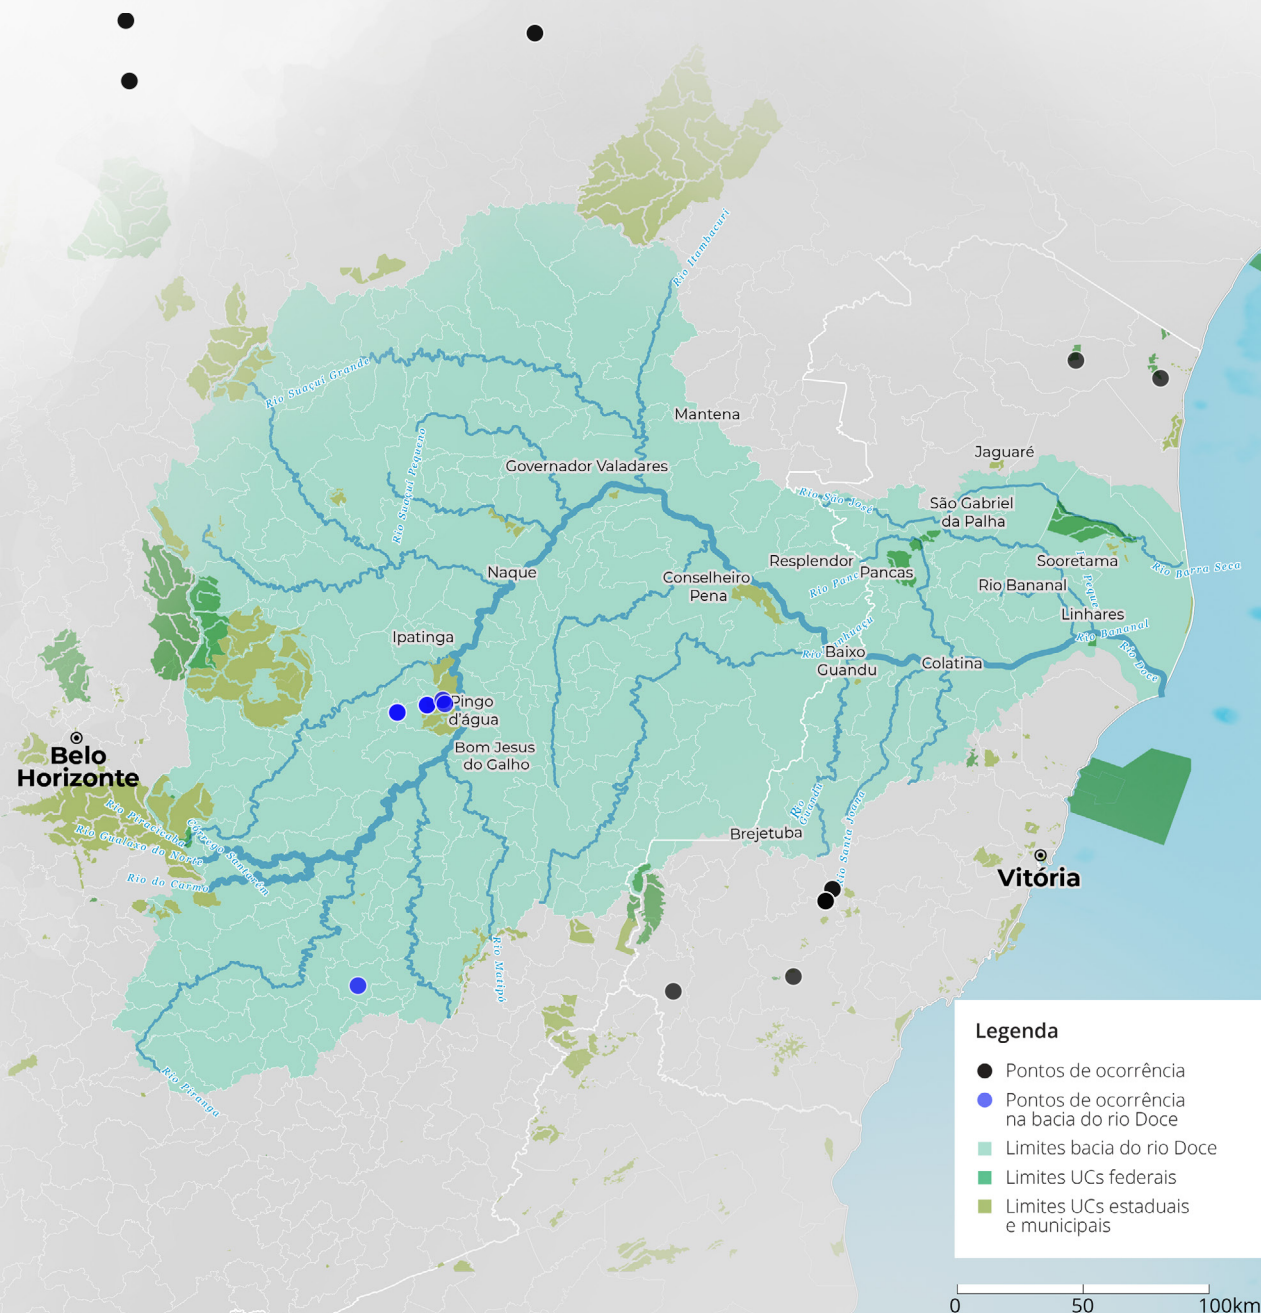 Rio Itambacuri
Rio Suaçuí Grande
Mantena
Rio Suaçuí Pequeno
Governador Valadares
Jaguaré
Rio São José
São Gabriel
da Palha
Naque
Conselheiro
Pena
Resplendor
Pancas
Rio Panc
Sooretama
Rio Barra Seca
Rio Bananal
Peque
Linhares
Rio Bananal
Ipatinga
Rio
nhuaçu
Baixo
Guandu
Colatina
Rio Doce
Pingo
d'água
Belo
Horizonte
Bom Jesus
do Galho
Rio Piracicaba
Rio Gualaxo do Norte
Córrego Santarém
Rio do Carmo
Rio
Guandu
Rio Santa Joana
Brejetuba
Vitória
Rio Matipó
Rio Piranga
Legenda
Pontos de ocorrência
Pontos de ocorrência
na bacia do rio Doce
Limites bacia do rio Doce
Limites UCs federais
Limites UCs estaduais
e municipais
0 50 100km